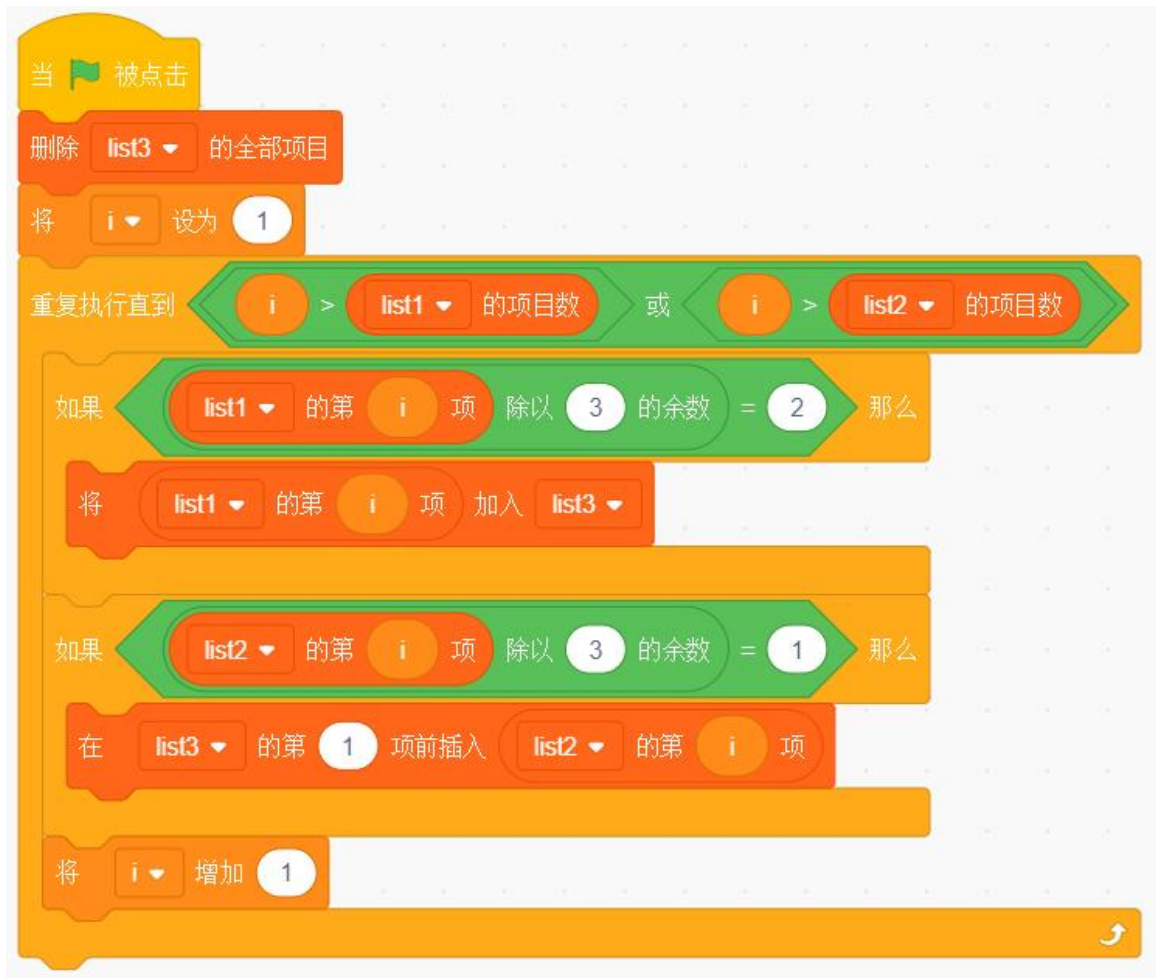 当 被点击
删除 list3 的全部项目
将 i 设为 1
重复执行直到 i > list1 的项目数 或 i > list2 的项目数
如果 list1 的第 i 项 除以 3 的余数 = 2 那么
将 list1 的第 i 项 加入 list3
如果 list2 的第 i 项 除以 3 的余数 = 1 那么
在 list3 的第 1 项前插入 list2 的第 i 项
将 i 增加 1